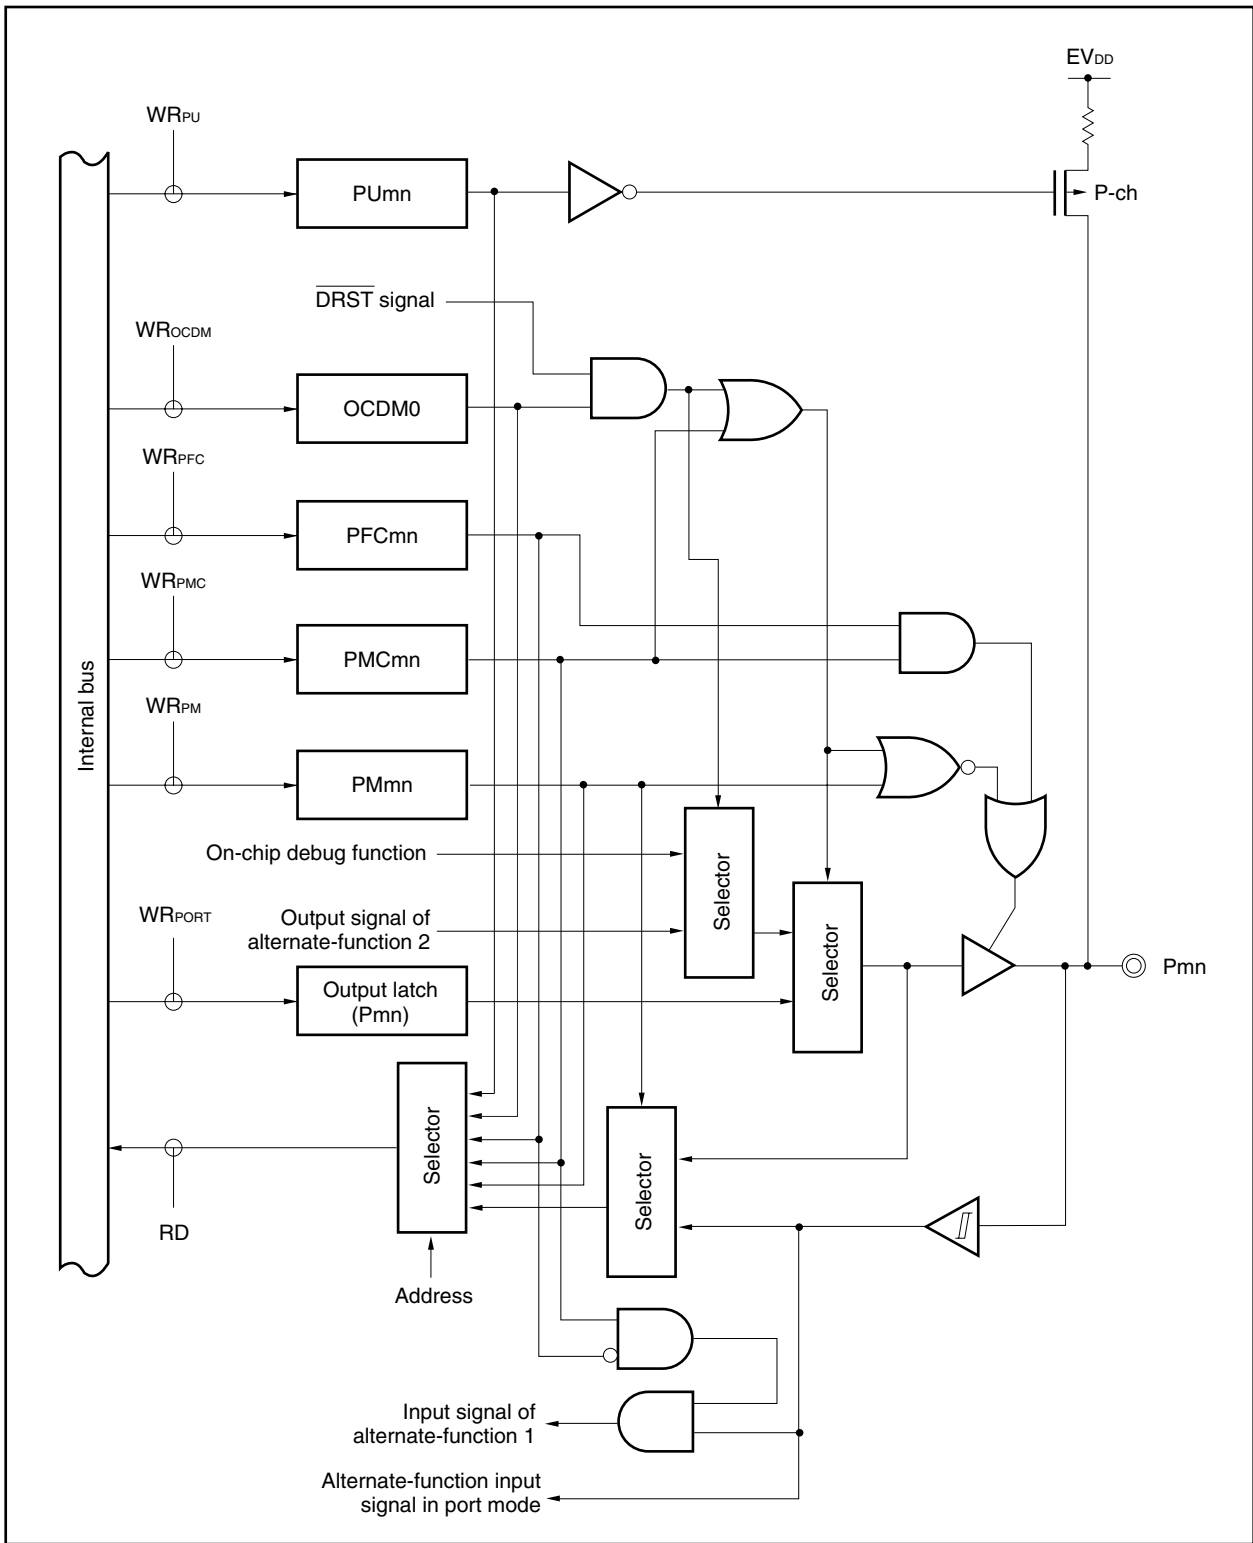 EVDD
WRPU
PUmn
P-ch
DRST signal
WROCDM
OCDM0
WRPFC
PFCmn
WRPMC
PMCmn
Internal bus
WRPM
PMmn
On-chip debug function
Selector
Output signal of
alternate-function 2
Selector
WRPORT
Output latch
(Pmn)
Pmn
Selector
Selector
RD
Address
Input signal of
alternate-function 1
Alternate-function input
signal in port mode